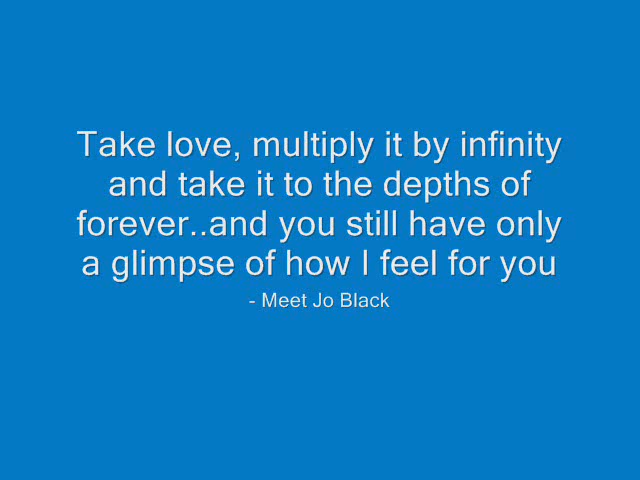 Take love, multiply it by infinity
and take it to the depths of
forever..and you still have only
a glimpse of how I feel for you
- Meet Jo Black